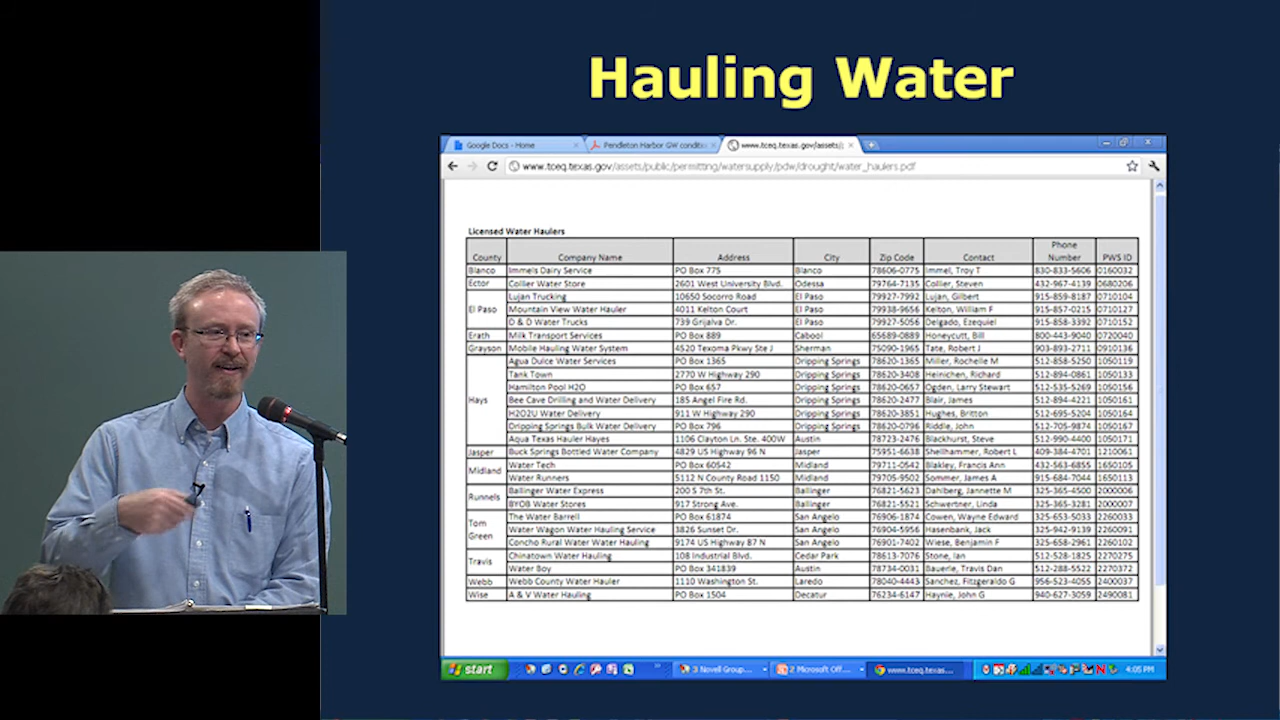 Hauling Water
Google Docs - Home
Pendleton Harbor GW conditi
www.tceq.texas.gov/assets/p
www.tceq.texas.gov/assets/public/permitting/watersupply/pdw/drought/water_haulers.pdf
Licensed Water Haulers
County Company Name Address City Zip Code Contact Phone Number PWS ID
Blanco Immels Dairy Service PO Box 775 Blanco 78606-0775 Immel, Troy T 830-833-5606 0160032
Ector Collier Water Store 2601 West University Blvd. Odessa 79764-7135 Collier, Steven 432-967-4139 0680206
El Paso Lujan Trucking 10650 Socorro Road El Paso 79927-7992 Lujan, Gilbert 915-859-8187 0710104
Mountain View Water Hauler 4011 Kelton Court El Paso 79938-9656 Kelton, William F 915-857-0215 0710127
D & D Water Trucks 739 Grijalva Dr. El Paso 79927-5056 Delgado, Ezequiel 915-858-3392 0710152
Erath Milk Transport Services PO Box 889 Cabool 65689-0889 Honeycutt, Bill 800-443-9040 0720040
Grayson Mobile Hauling Water System 4520 Texoma Pkwy Ste J Sherman 75090-1965 Tate, Robert J 903-893-2711 0910136
Hays Agua Dulce Water Services PO Box 1365 Dripping Springs 78620-1365 Miller, Rochelle M 512-858-5250 1050119
Tank Town 2770 W Highway 290 Dripping Springs 78620-3408 Heinichen, Richard 512-894-0861 1050133
Hamilton Pool H2O PO Box 657 Dripping Springs 78620-0657 Ogden, Larry Stewart 512-535-5269 1050156
Bee Cave Drilling and Water Delivery 185 Angel Fire Rd. Dripping Springs 78620-2477 Blair, James 512-894-4221 1050161
H2O2U Water Delivery 911 W Highway 290 Dripping Springs 78620-3851 Hughes, Britton 512-695-5204 1050164
Dripping Springs Bulk Water Delivery PO Box 796 Dripping Springs 78620-0796 Riddle, John 512-705-9874 1050167
Aqua Texas Hauler Hayes 1106 Clayton Ln. Ste. 400W Austin 78723-2476 Blackhurst, Steve 512-990-4400 1050171
Jasper Buck Springs Bottled Water Company 4829 US Highway 96 N Jasper 75951-6638 Shellhammer, Robert L 409-384-4701 1210061
Midland Water Tech PO Box 60542 Midland 79711-0542 Blakley, Francis Ann 432-563-6855 1650105
Water Runners 5112 N County Road 1150 Midland 79705-9502 Sommer, James A 915-684-7044 1650113
Runnels Ballinger Water Express 200 S 7th St. Ballinger 76821-5623 Dahlberg, Jannette M 325-365-4500 2000006
BYOB Water Stores 917 Strong Ave. Ballinger 76821-5521 Schwertner, Linda 325-365-3281 2000007
Tom Green The Water Barrell PO Box 61874 San Angelo 76906-1874 Cowen, Wayne Edward 325-653-5033 2260033
Water Wagon Water Hauling Service 3826 Sunset Dr. San Angelo 76904-5956 Hasenbank, Jack 325-942-9139 2260091
Concho Rural Water Water Hauling 9174 US Highway 87 N San Angelo 76901-7402 Wiese, Benjamin F 325-658-2961 2260102
Travis Chinatown Water Hauling 108 Industrial Blvd. Cedar Park 78613-7076 Stone, Ian 512-528-1825 2270275
Water Boy PO Box 341839 Austin 78734-0031 Bauerle, Travis Dan 512-288-5522 2270372
Webb Webb County Water Hauler 1110 Washington St. Laredo 78040-4443 Sanchez, Fitzgeraldo G 956-523-4055 2400037
Wise A & V Water Hauling PO Box 1504 Decatur 76234-6147 Haynie, John G 940-627-3059 2490081
start
3 Novell Group...
2 Microsoft Off...
www.tceq.texas...
4:05 PM